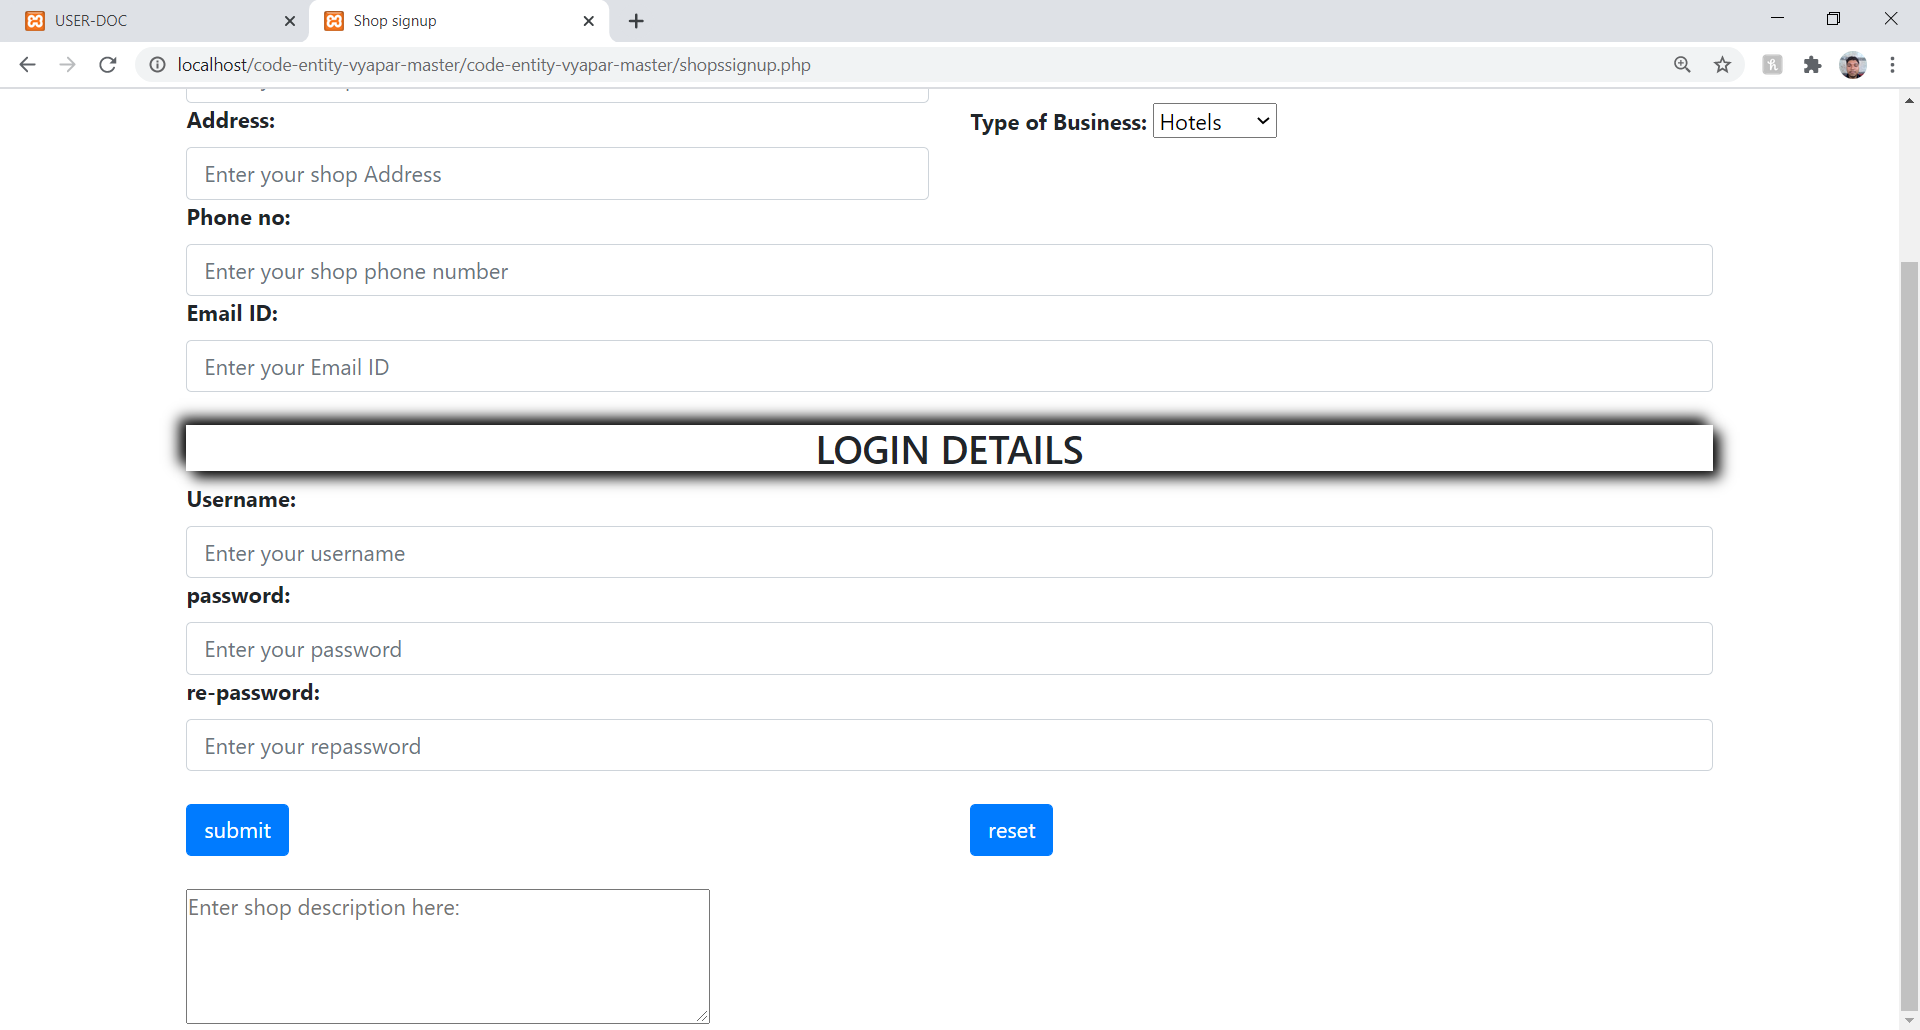 USER-DOC
Shop signup
localhost/code-entity-vyapar-master/code-entity-vyapar-master/shopssignup.php
Address:
Type of Business: Hotels
Enter your shop Address
Phone no:
Enter your shop phone number
Email ID:
Enter your Email ID
LOGIN DETAILS
Username:
Enter your username
password:
Enter your password
re-password:
Enter your repassword
submit
reset
Enter shop description here: